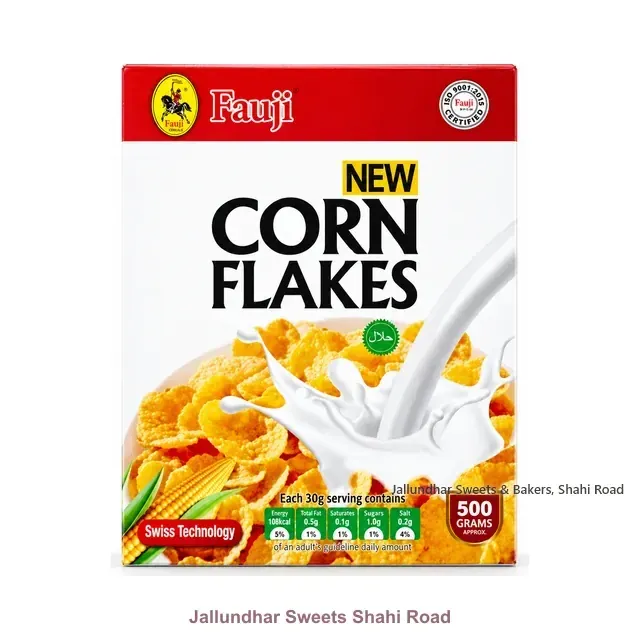 Fauji
CEREALS
Fauji
ISO 9001:2015
Fauji
CERTIFIED
NEW
CORN
FLAKES
حلال
Each 30g serving contains
Energy Total Fat Saturates Sugars Salt
108kcal 0.5g 0.1g 1.0g 0.2g
5% 1% 1% 1% 4%
of an adult's guideline daily amount
Swiss Technology
Jallundhar Sweets & Bakers, Shahi Road
500
GRAMS
APPROX.
Jallundhar Sweets Shahi Road